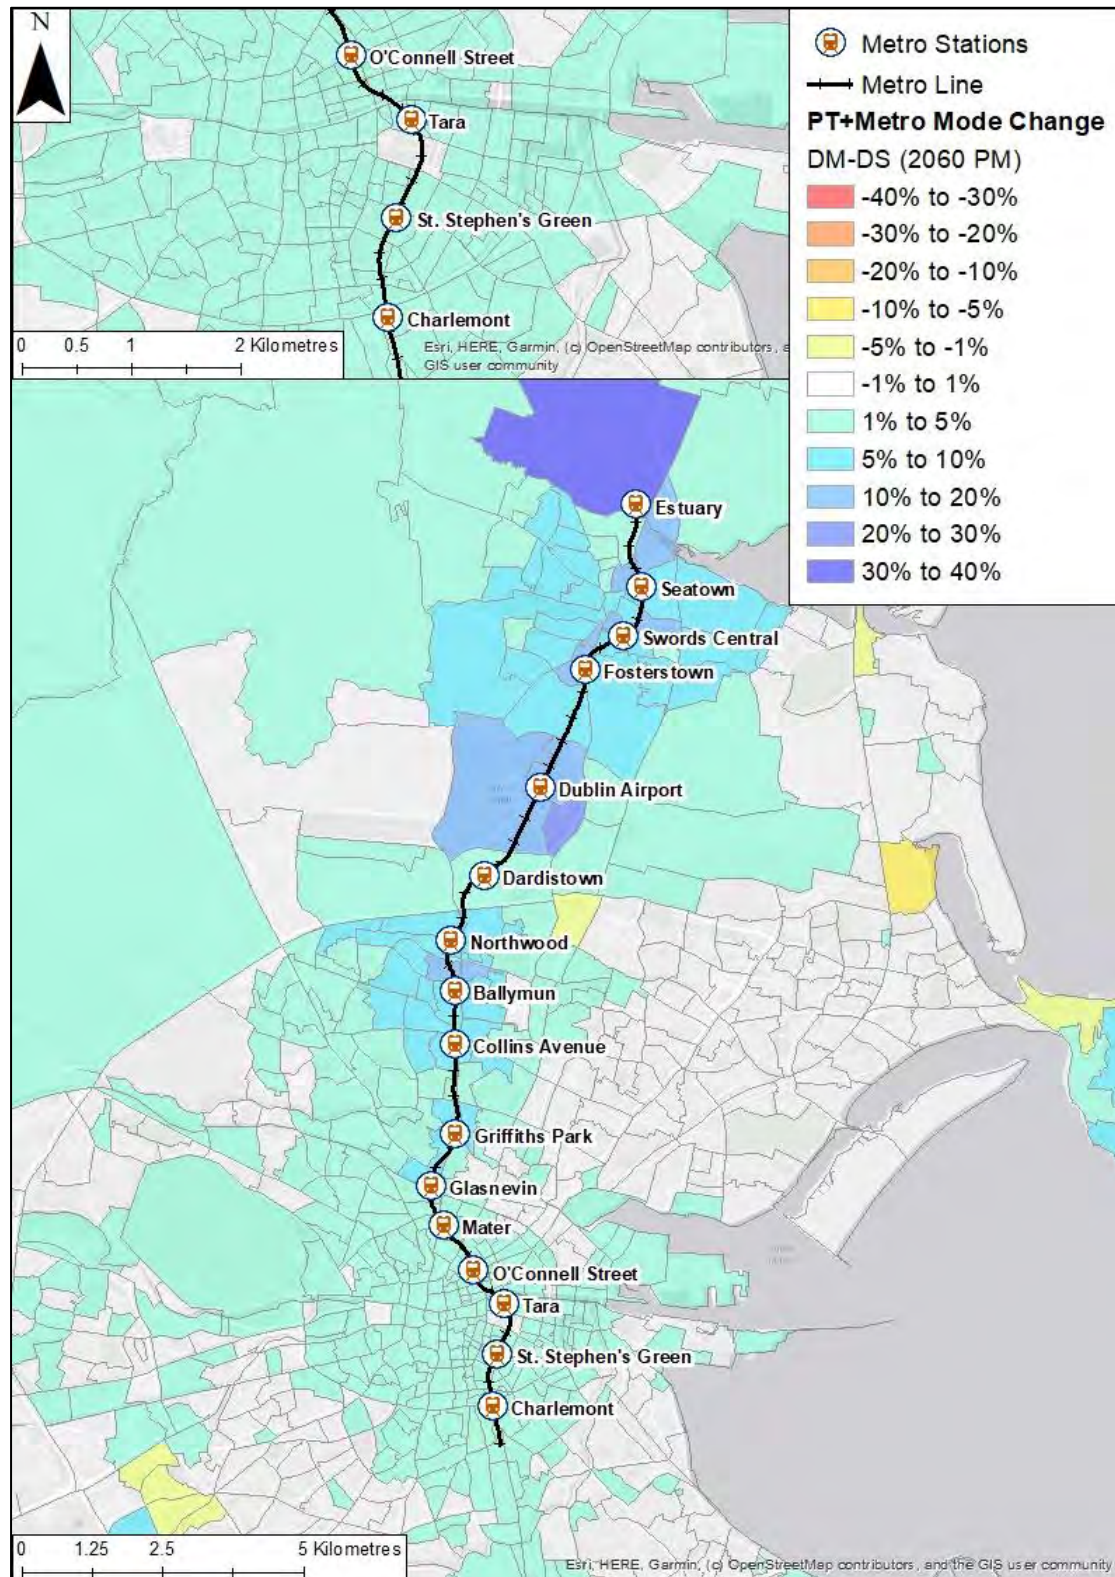 N
O'Connell Street
Tara
St. Stephen's Green
Charlemont
0 0.5 1 2 Kilometres
Esri, HERE, Garmin, (c) OpenStreetMap contributors, a
GIS user community
Metro Stations
Metro Line
PT+Metro Mode Change
DM-DS (2060 PM)
-40% to -30%
-30% to -20%
-20% to -10%
-10% to -5%
-5% to -1%
-1% to 1%
1% to 5%
5% to 10%
10% to 20%
20% to 30%
30% to 40%
Estuary
Seatown
Swords Central
Fosterstown
Dublin Airport
Dardistown
Northwood
Ballymun
Collins Avenue
Griffiths Park
Glasnevin
Mater
O'Connell Street
Tara
St. Stephen's Green
Charlemont
0 1.25 2.5 5 Kilometres
Esri, HERE, Garmin, (c) OpenStreetMap contributors, and the GIS user community